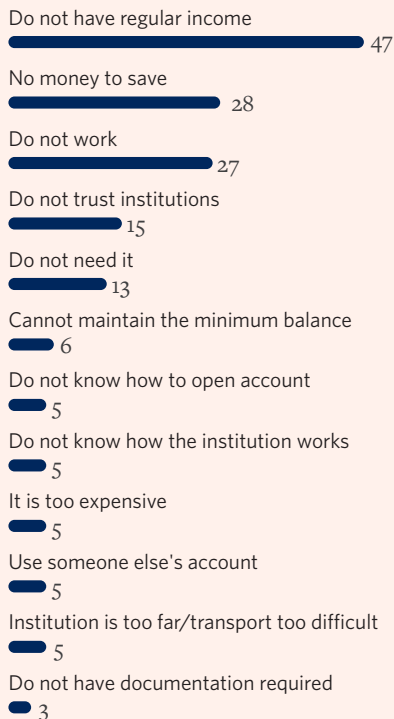 Do not have regular income
47
No money to save
28
Do not work
27
Do not trust institutions
15
Do not need it
13
Cannot maintain the minimum balance
6
Do not know how to open account
5
Do not know how the institution works
5
It is too expensive
5
Use someone else's account
5
Institution is too far/transport too difficult
5
Do not have documentation required
3